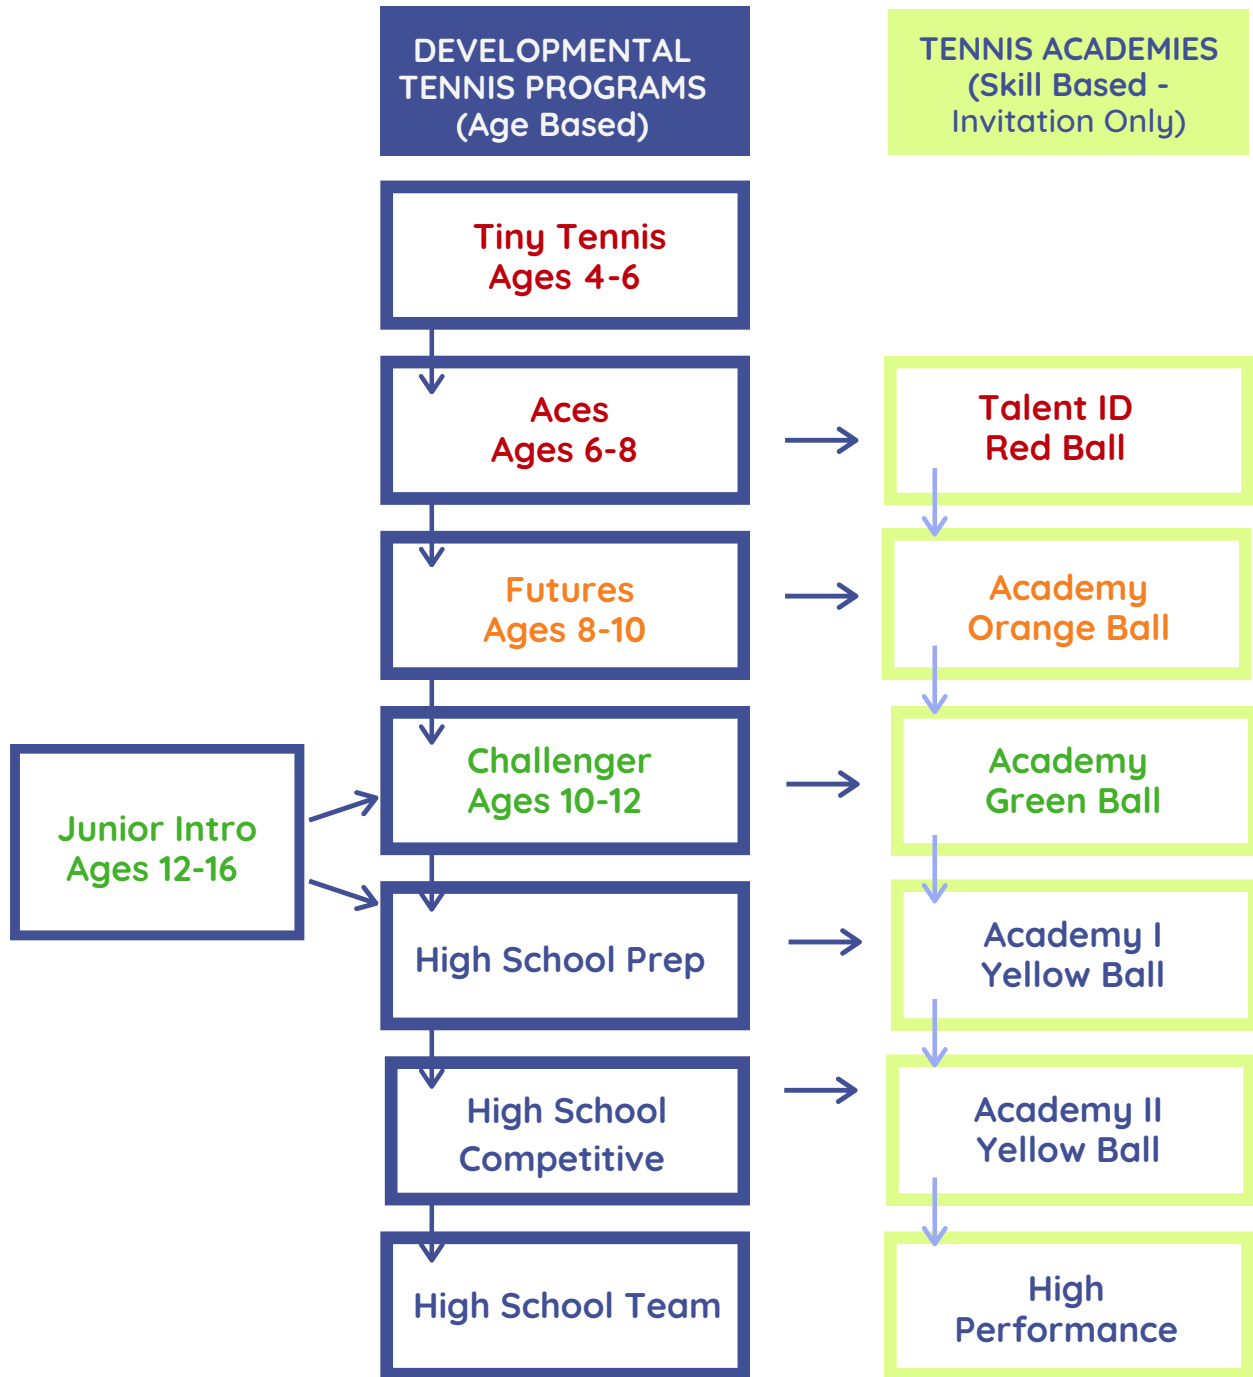 DEVELOPMENTAL
TENNIS PROGRAMS
(Age Based)
TENNIS ACADEMIES
(Skill Based -
Invitation Only)
Tiny Tennis
Ages 4-6
Aces
Ages 6-8
Talent ID
Red Ball
Futures
Ages 8-10
Academy
Orange Ball
Junior Intro
Ages 12-16
Challenger
Ages 10-12
Academy
Green Ball
High School Prep
Academy I
Yellow Ball
High School
Competitive
Academy II
Yellow Ball
High School Team
High
Performance